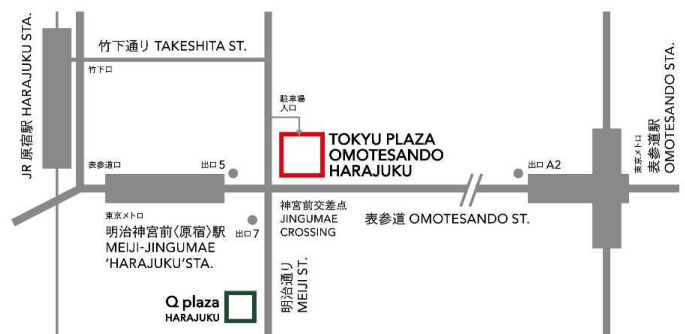 JR 原宿駅 HARAJUKU STA.
竹下通り TAKESHITA ST.
竹下口
駐車場
入口
TOKYU PLAZA
OMOTESANDO
HARAJUKU
東京メトロ
表参道駅
OMOTESANDO STA.
表参道口
出口 5
出口 A2
東京メトロ
明治神宮前〈原宿〉駅
MEIJI-JINGUMAE
'HARAJUKU'STA.
出口 7
神宮前交差点
JINGUMAE
CROSSING
表参道 OMOTESANDO ST.
明治通り
MEIJI ST.
Q plaza
HARAJUKU